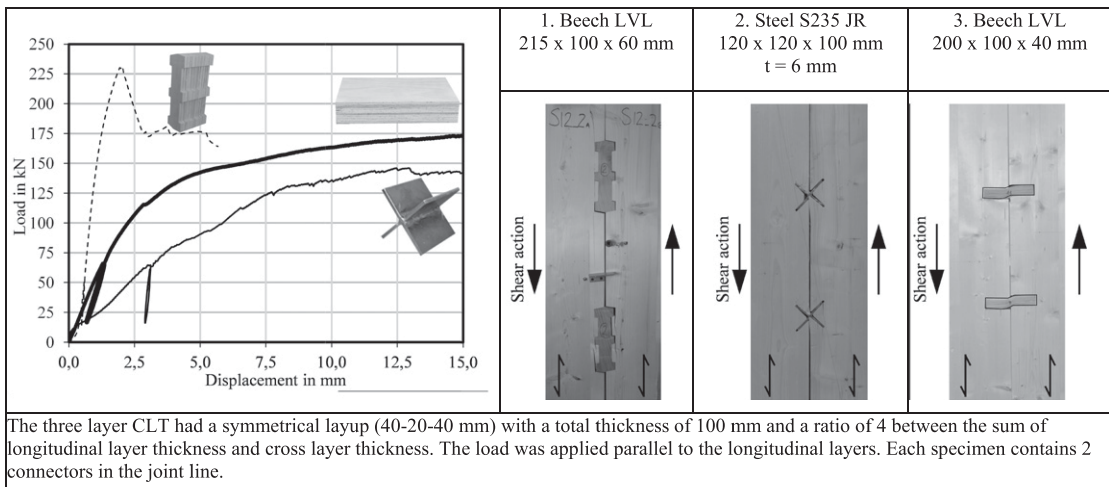 250
225
200
175
150
125
100
75
50
25
0
Load in kN
0,0 2,5 5,0 7,5 10,0 12,5 15,0
Displacement in mm
1. Beech LVL
215 x 100 x 60 mm
S12_2.
Shear action
2. Steel S235 JR
120 x 120 x 100 mm
t = 6 mm
Shear action
3. Beech LVL
200 x 100 x 40 mm
Shear action
The three layer CLT had a symmetrical layup (40-20-40 mm) with a total thickness of 100 mm and a ratio of 4 between the sum of
longitudinal layer thickness and cross layer thickness. The load was applied parallel to the longitudinal layers. Each specimen contains 2
connectors in the joint line.